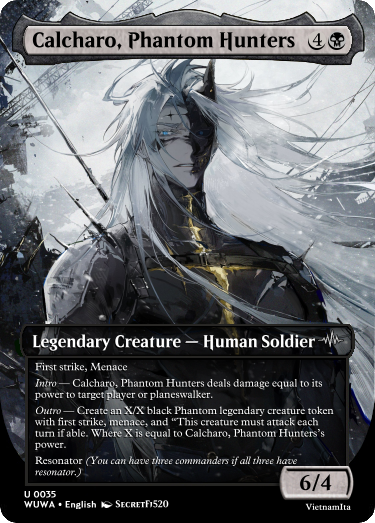 Calcharo, Phantom Hunters 4
Legendary Creature — Human Soldier
First strike, Menace
Intro — Calcharo, Phantom Hunters deals damage equal to its
power to target player or planeswalker.
Outro — Create an X/X black Phantom legendary creature token
with first strike, menace, and “This creature must attack each
turn if able. Where X is equal to Calcharo, Phantom Hunters’s
power.
Resonator (You can have three commanders if all three have
resonator.)
6/4
U 0035
WUWA • English SecretFi520
VietnamIta